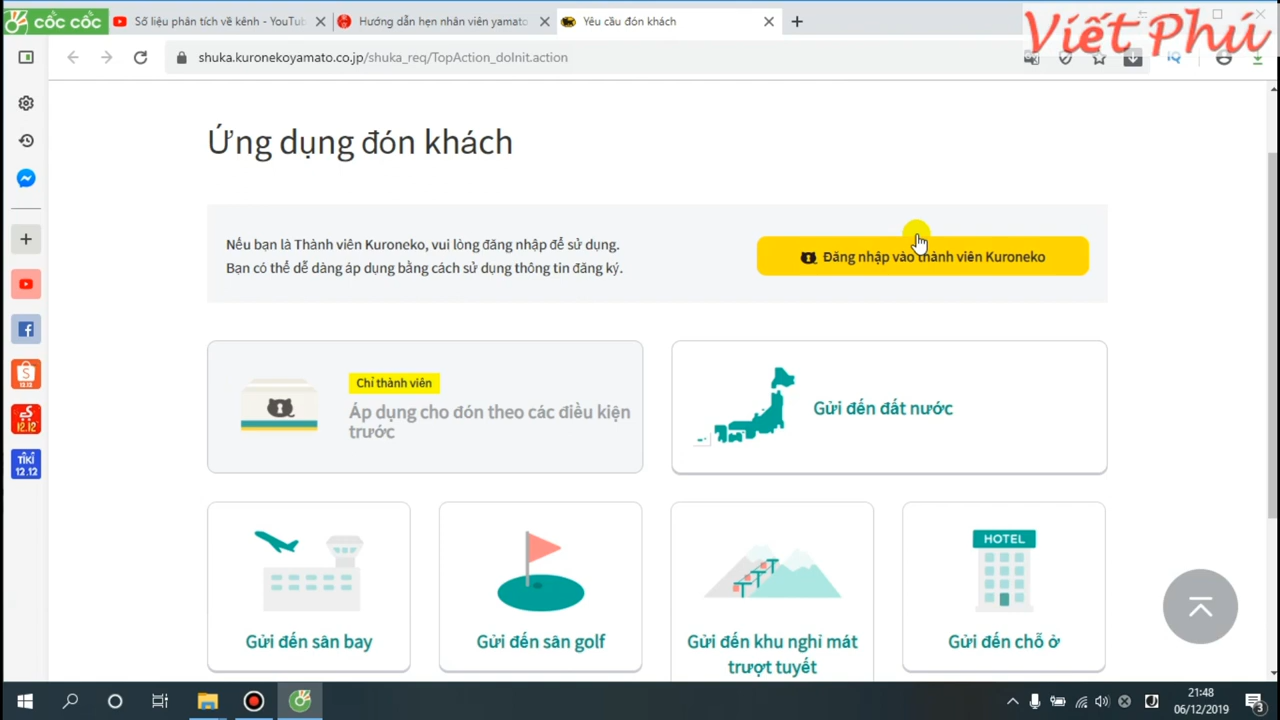 cốc cốc
Số liệu phân tích về kênh - YouTub
Hướng dẫn hẹn nhân viên yamato
Yêu cầu đón khách
Viết Phú
shuka.kuronekoyamato.co.jp/shuka_req/TopAction_doInit.action
Ứng dụng đón khách
Nếu bạn là Thành viên Kuroneko, vui lòng đăng nhập để sử dụng.
Bạn có thể dễ dàng áp dụng bằng cách sử dụng thông tin đăng ký.
Đăng nhập vào thành viên Kuroneko
Chỉ thành viên
Áp dụng cho đón theo các điều kiện
trước
Gửi đến đất nước
HOTEL
Gửi đến sân bay
Gửi đến sân golf
Gửi đến khu nghỉ mát
trượt tuyết
Gửi đến chỗ ở
12.12
TiKi
12.12
21:48
06/12/2019
3